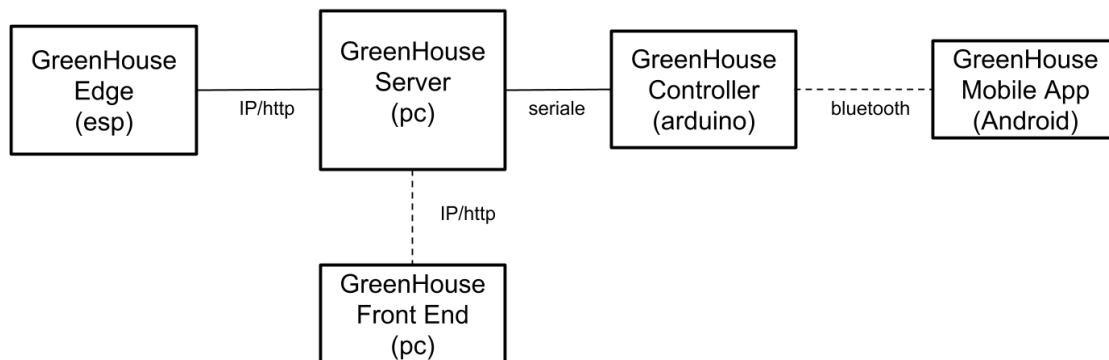 GreenHouse
Edge
(esp)
IP/http
GreenHouse
Server
(pc)
seriale
GreenHouse
Controller
(arduino)
bluetooth
GreenHouse
Mobile App
(Android)
IP/http
GreenHouse
Front End
(pc)